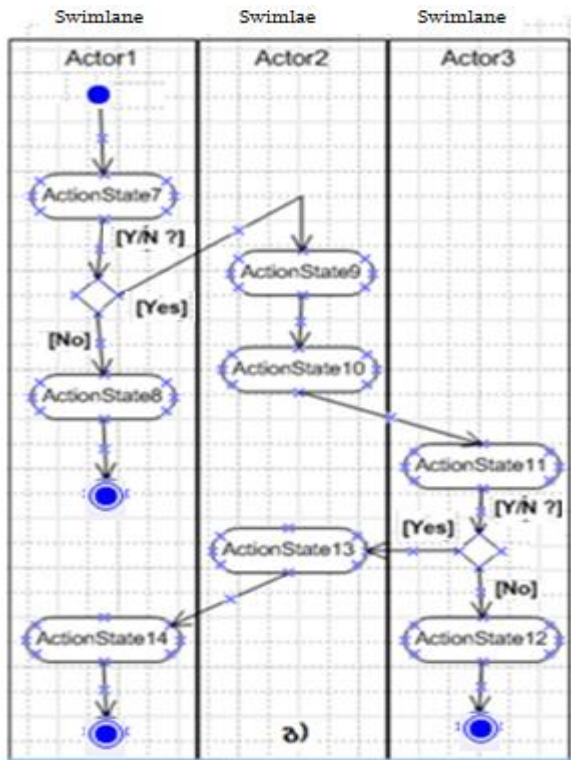 Swimlane Swimlae Swimlane
Actor1 Actor2 Actor3
ActionState7
[Y/N ?]
ActionState9
[Yes]
[No]
ActionState10
ActionState8
ActionState11
[Y/N ?]
[Yes]
ActionState13
[No]
ActionState14 ActionState12
ა)